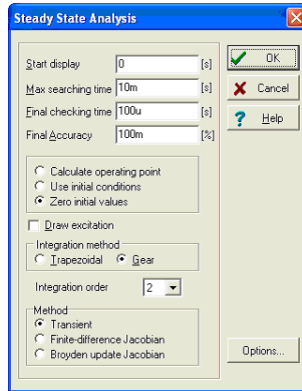 Steady State Analysis
Start display 0 [s]
Max searching time 10m [s]
Final checking time 100u [s]
Final Accuracy 100m [%]
Calculate operating point
Use initial conditions
Zero initial values
Draw excitation
Integration method
Trapezoidal Gear
Integration order 2
Method
Transient
Finite-difference Jacobian
Broyden update Jacobian
OK
Cancel
? Help
Options...